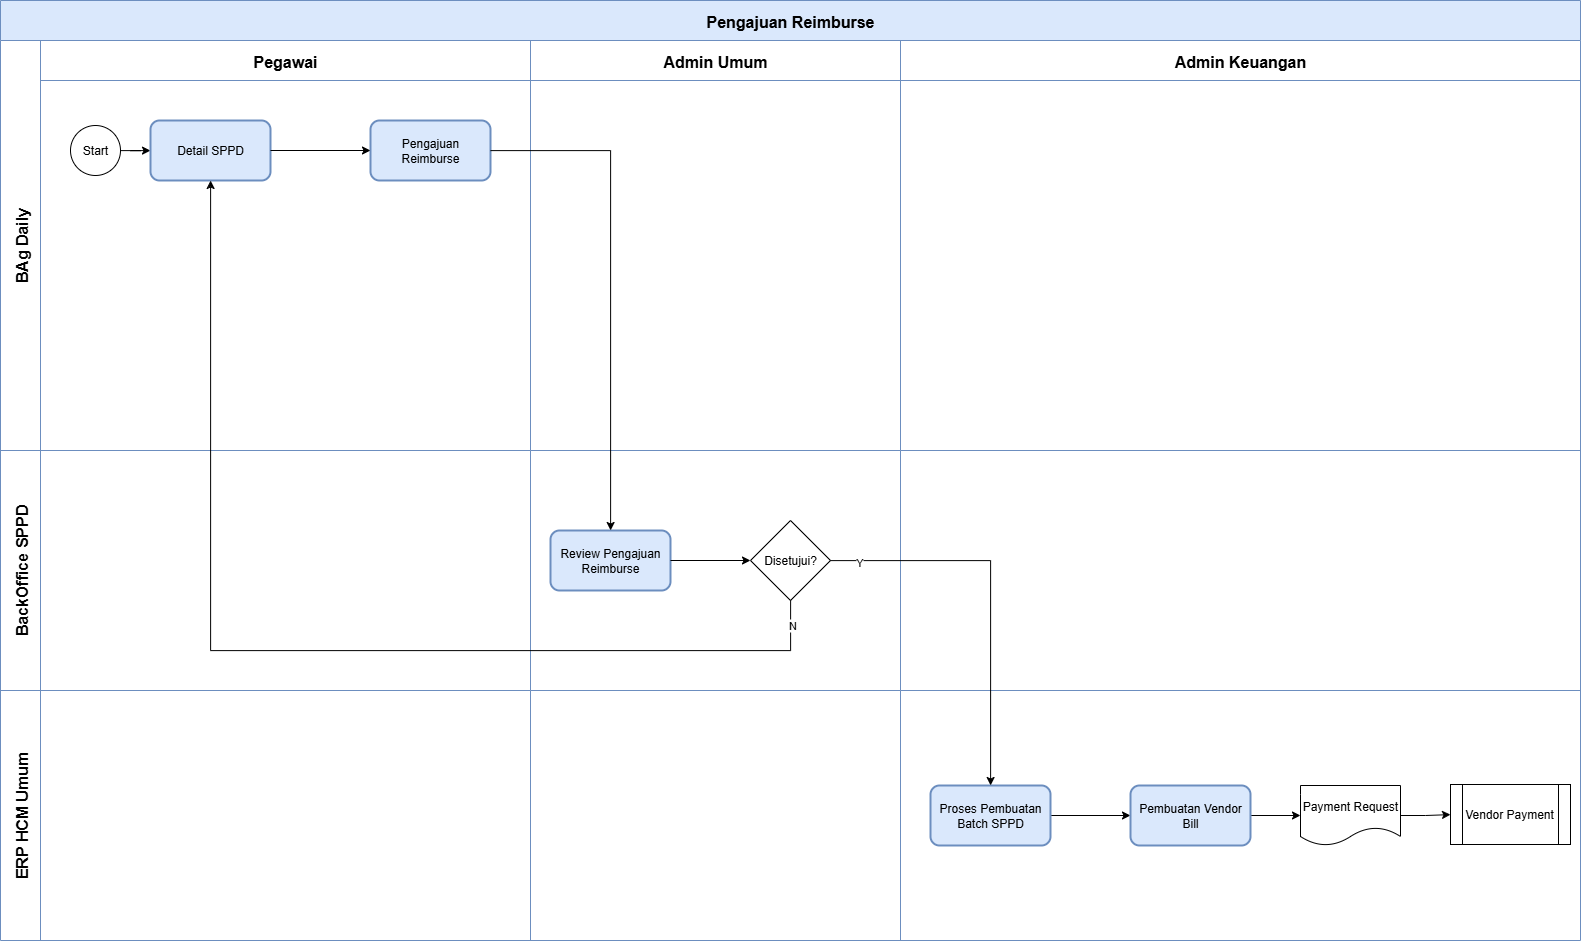 Pengajuan Reimburse
Pegawai
Admin Umum
Admin Keuangan
BAg Daily
Start
Detail SPPD
Pengajuan
Reimburse
BackOffice SPPD
Review Pengajuan
Reimburse
Disetujui?
Y
N
ERP HCM Umum
Proses Pembuatan
Batch SPPD
Pembuatan Vendor
Bill
Payment Request
Vendor Payment